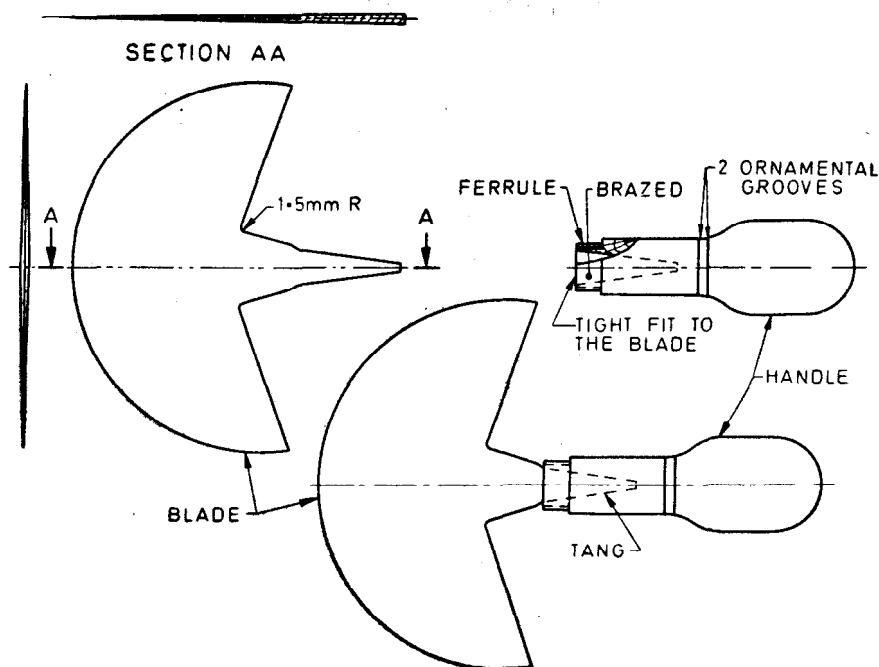 SECTION AA
1·5mm R
A
A
FERRULE
BRAZED
2 ORNAMENTAL
GROOVES
TIGHT FIT TO
THE BLADE
HANDLE
BLADE
TANG